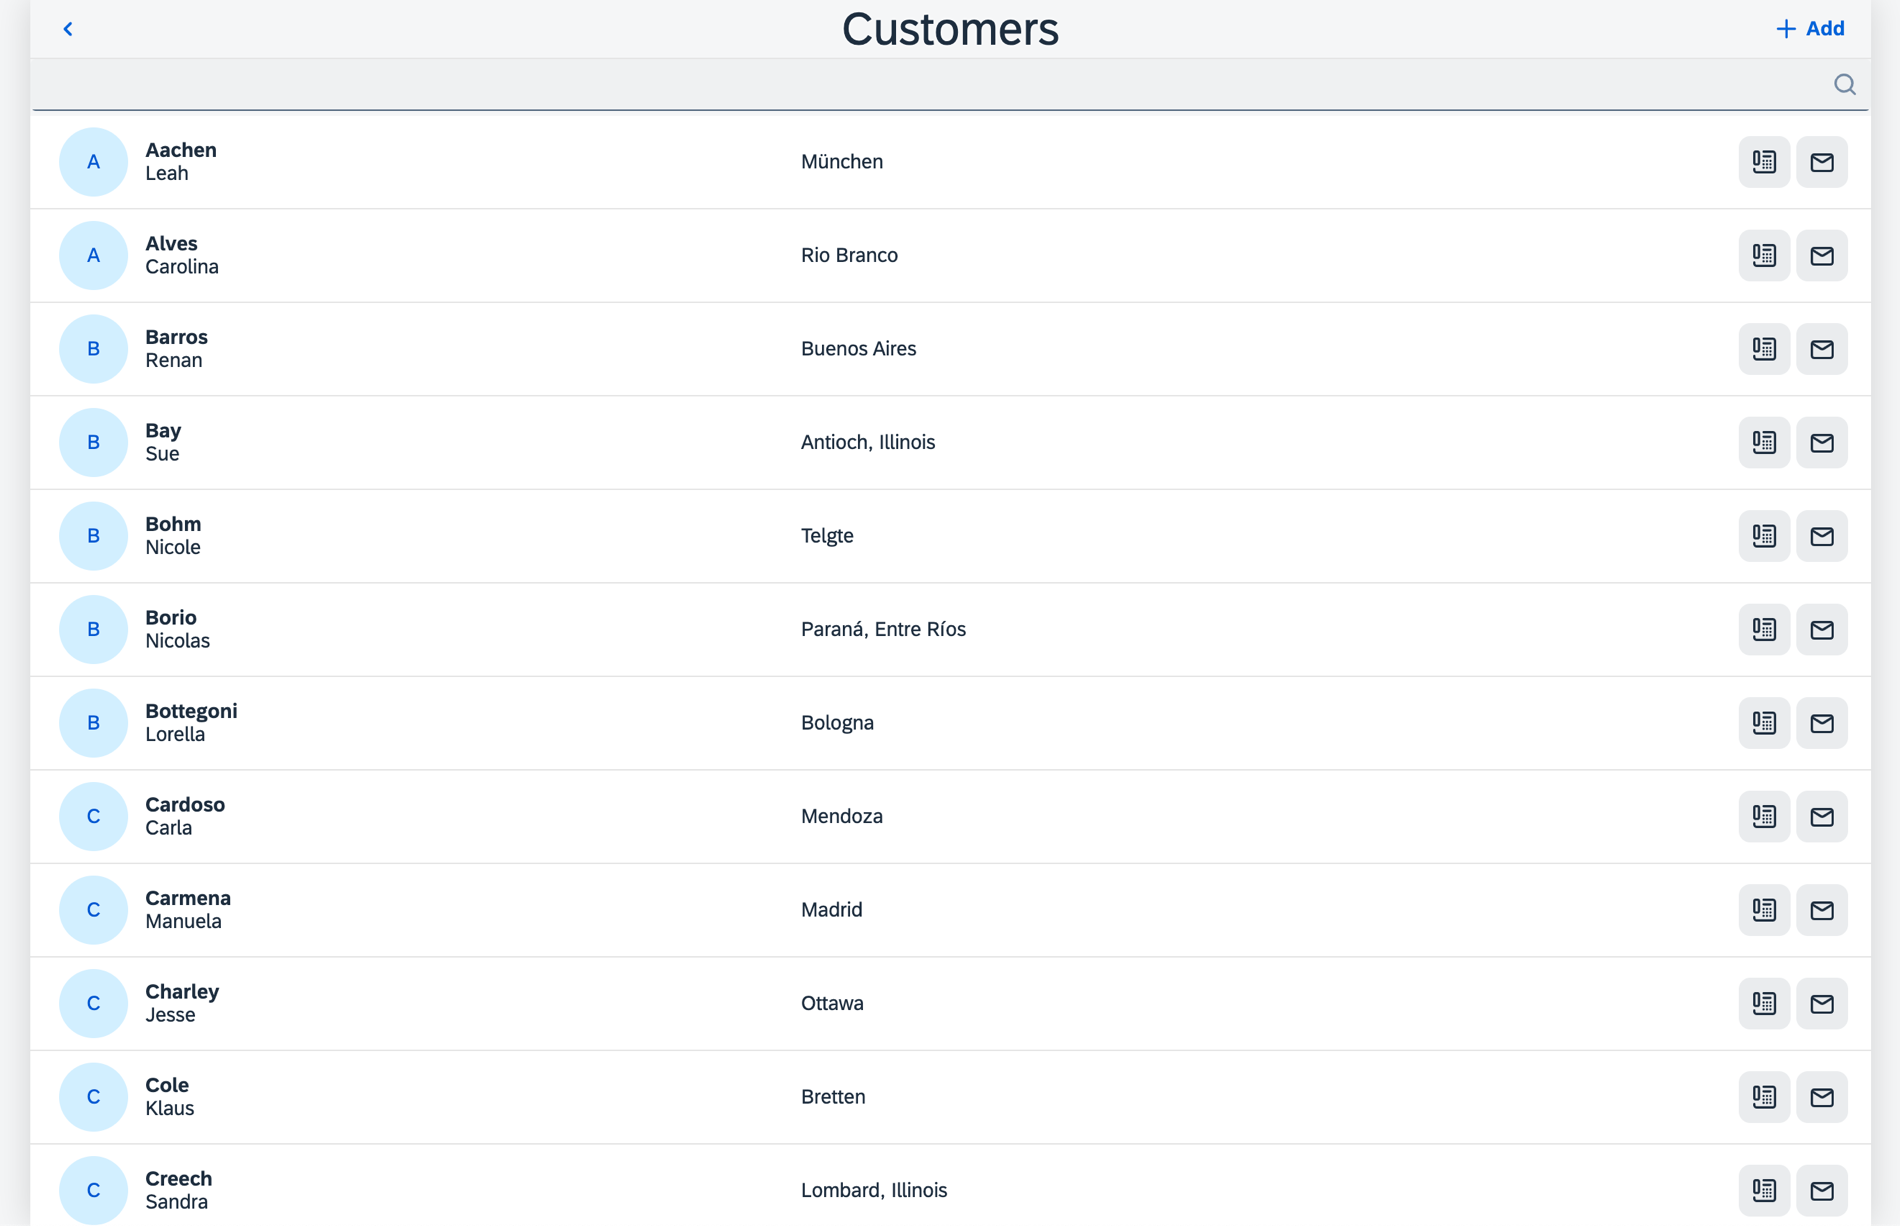 Customers
Add
A
Aachen
Leah
München
A
Alves
Carolina
Rio Branco
B
Barros
Renan
Buenos Aires
B
Bay
Sue
Antioch, Illinois
B
Bohm
Nicole
Telgte
B
Borio
Nicolas
Paraná, Entre Ríos
B
Bottegoni
Lorella
Bologna
C
Cardoso
Carla
Mendoza
C
Carmena
Manuela
Madrid
C
Charley
Jesse
Ottawa
C
Cole
Klaus
Bretten
C
Creech
Sandra
Lombard, Illinois